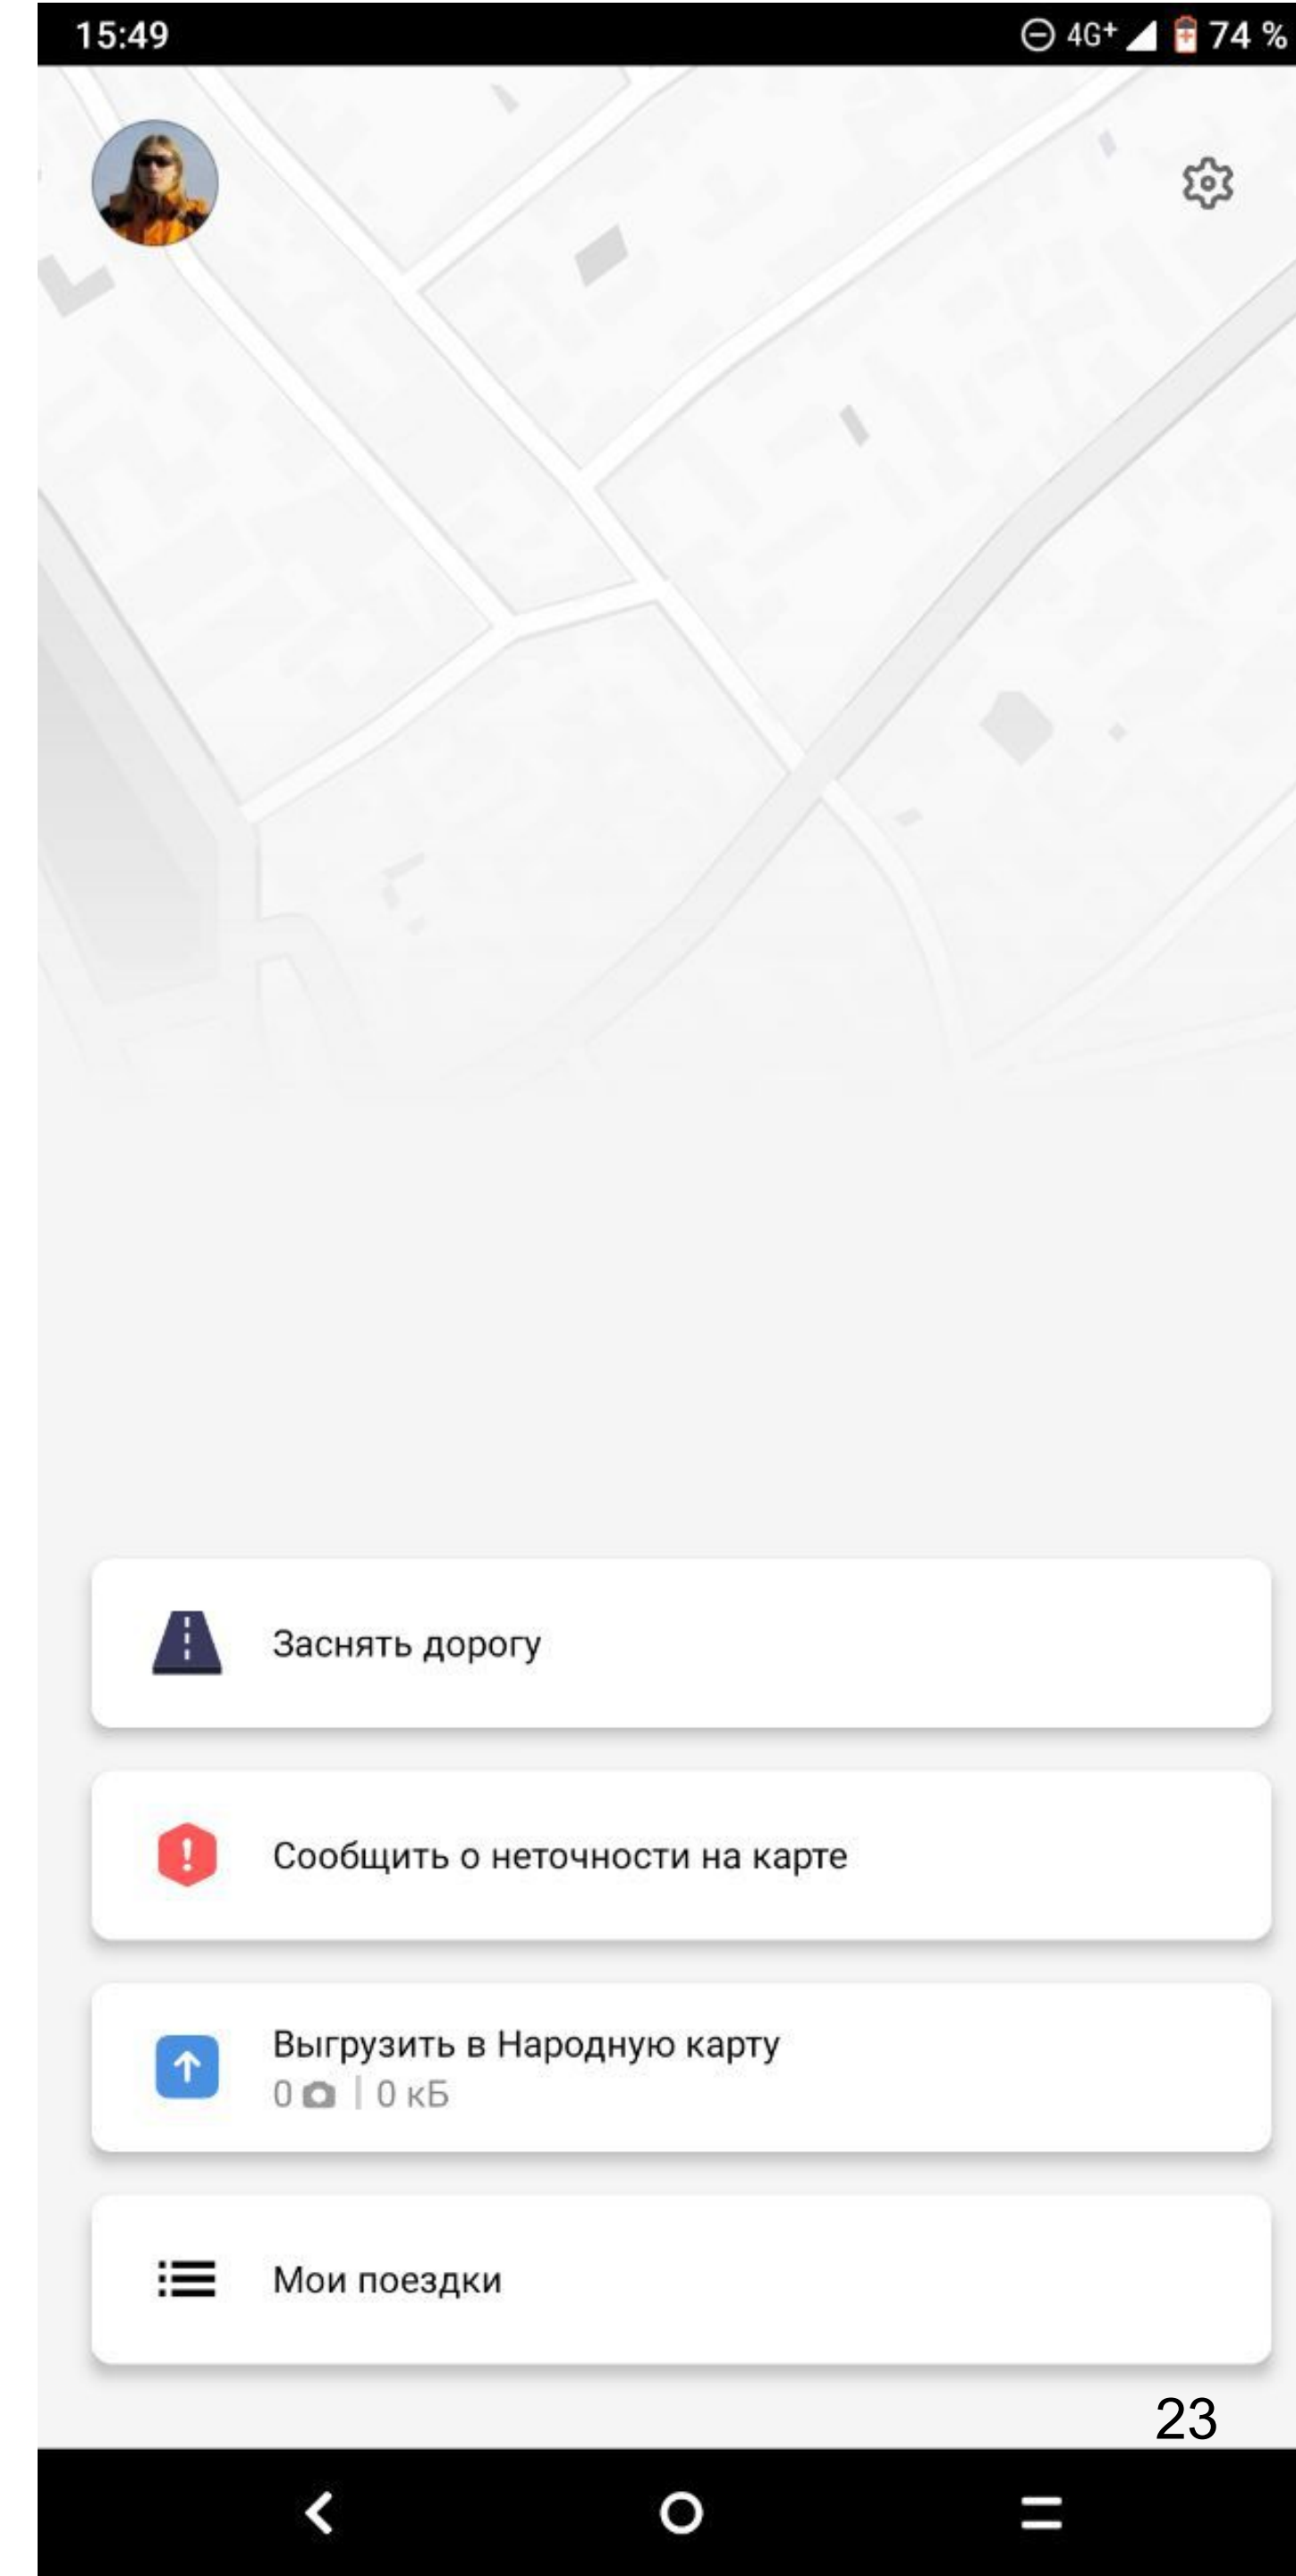 15:49 4G+ 74 %
Заснять дорогу
Сообщить о неточности на карте
Выгрузить в Народную карту
0 | 0 кБ
Мои поездки
23